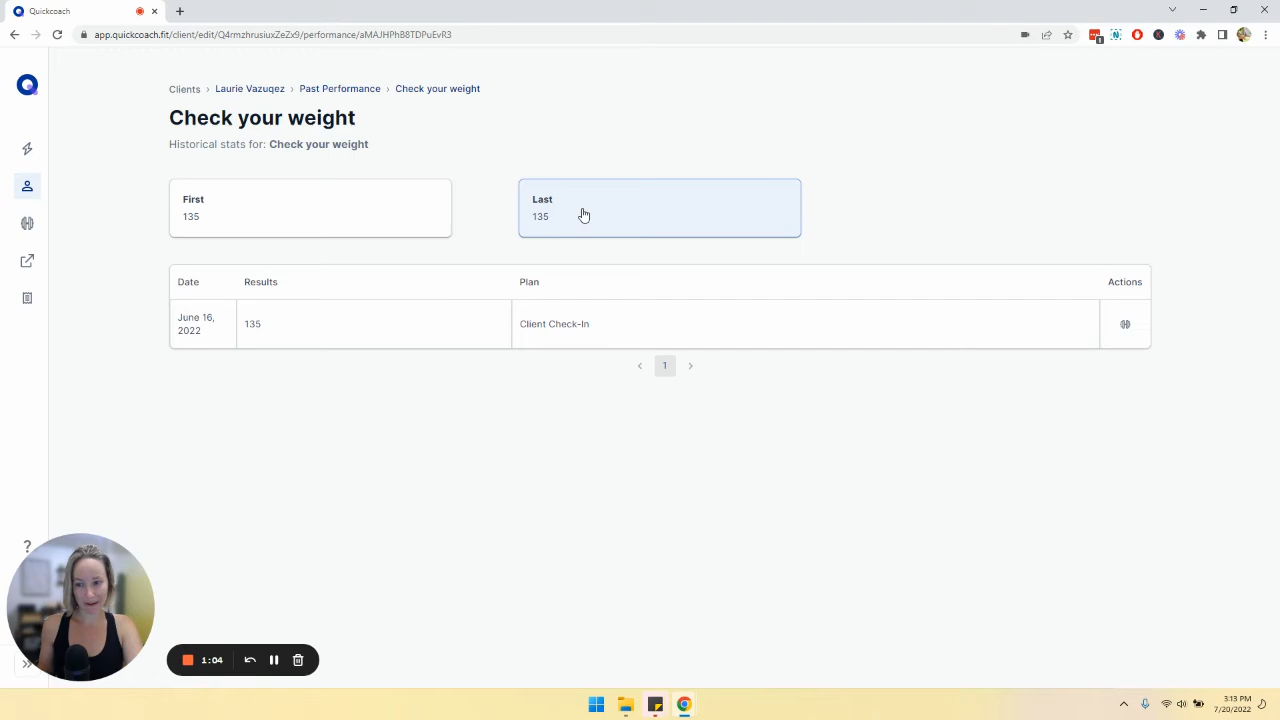 Quickcoach
app.quickcoach.fit/client/edit/Q4rmzhrusiuxZeZx9/performance/aMAJHPhB8TDPuEvR3
Clients › Laurie Vazuqez › Past Performance › Check your weight
Check your weight
Historical stats for: Check your weight
First
135
Last
135
Date Results Plan Actions
June 16, 2022 135 Client Check-In
1
?
1:04
3:13 PM
7/20/2022